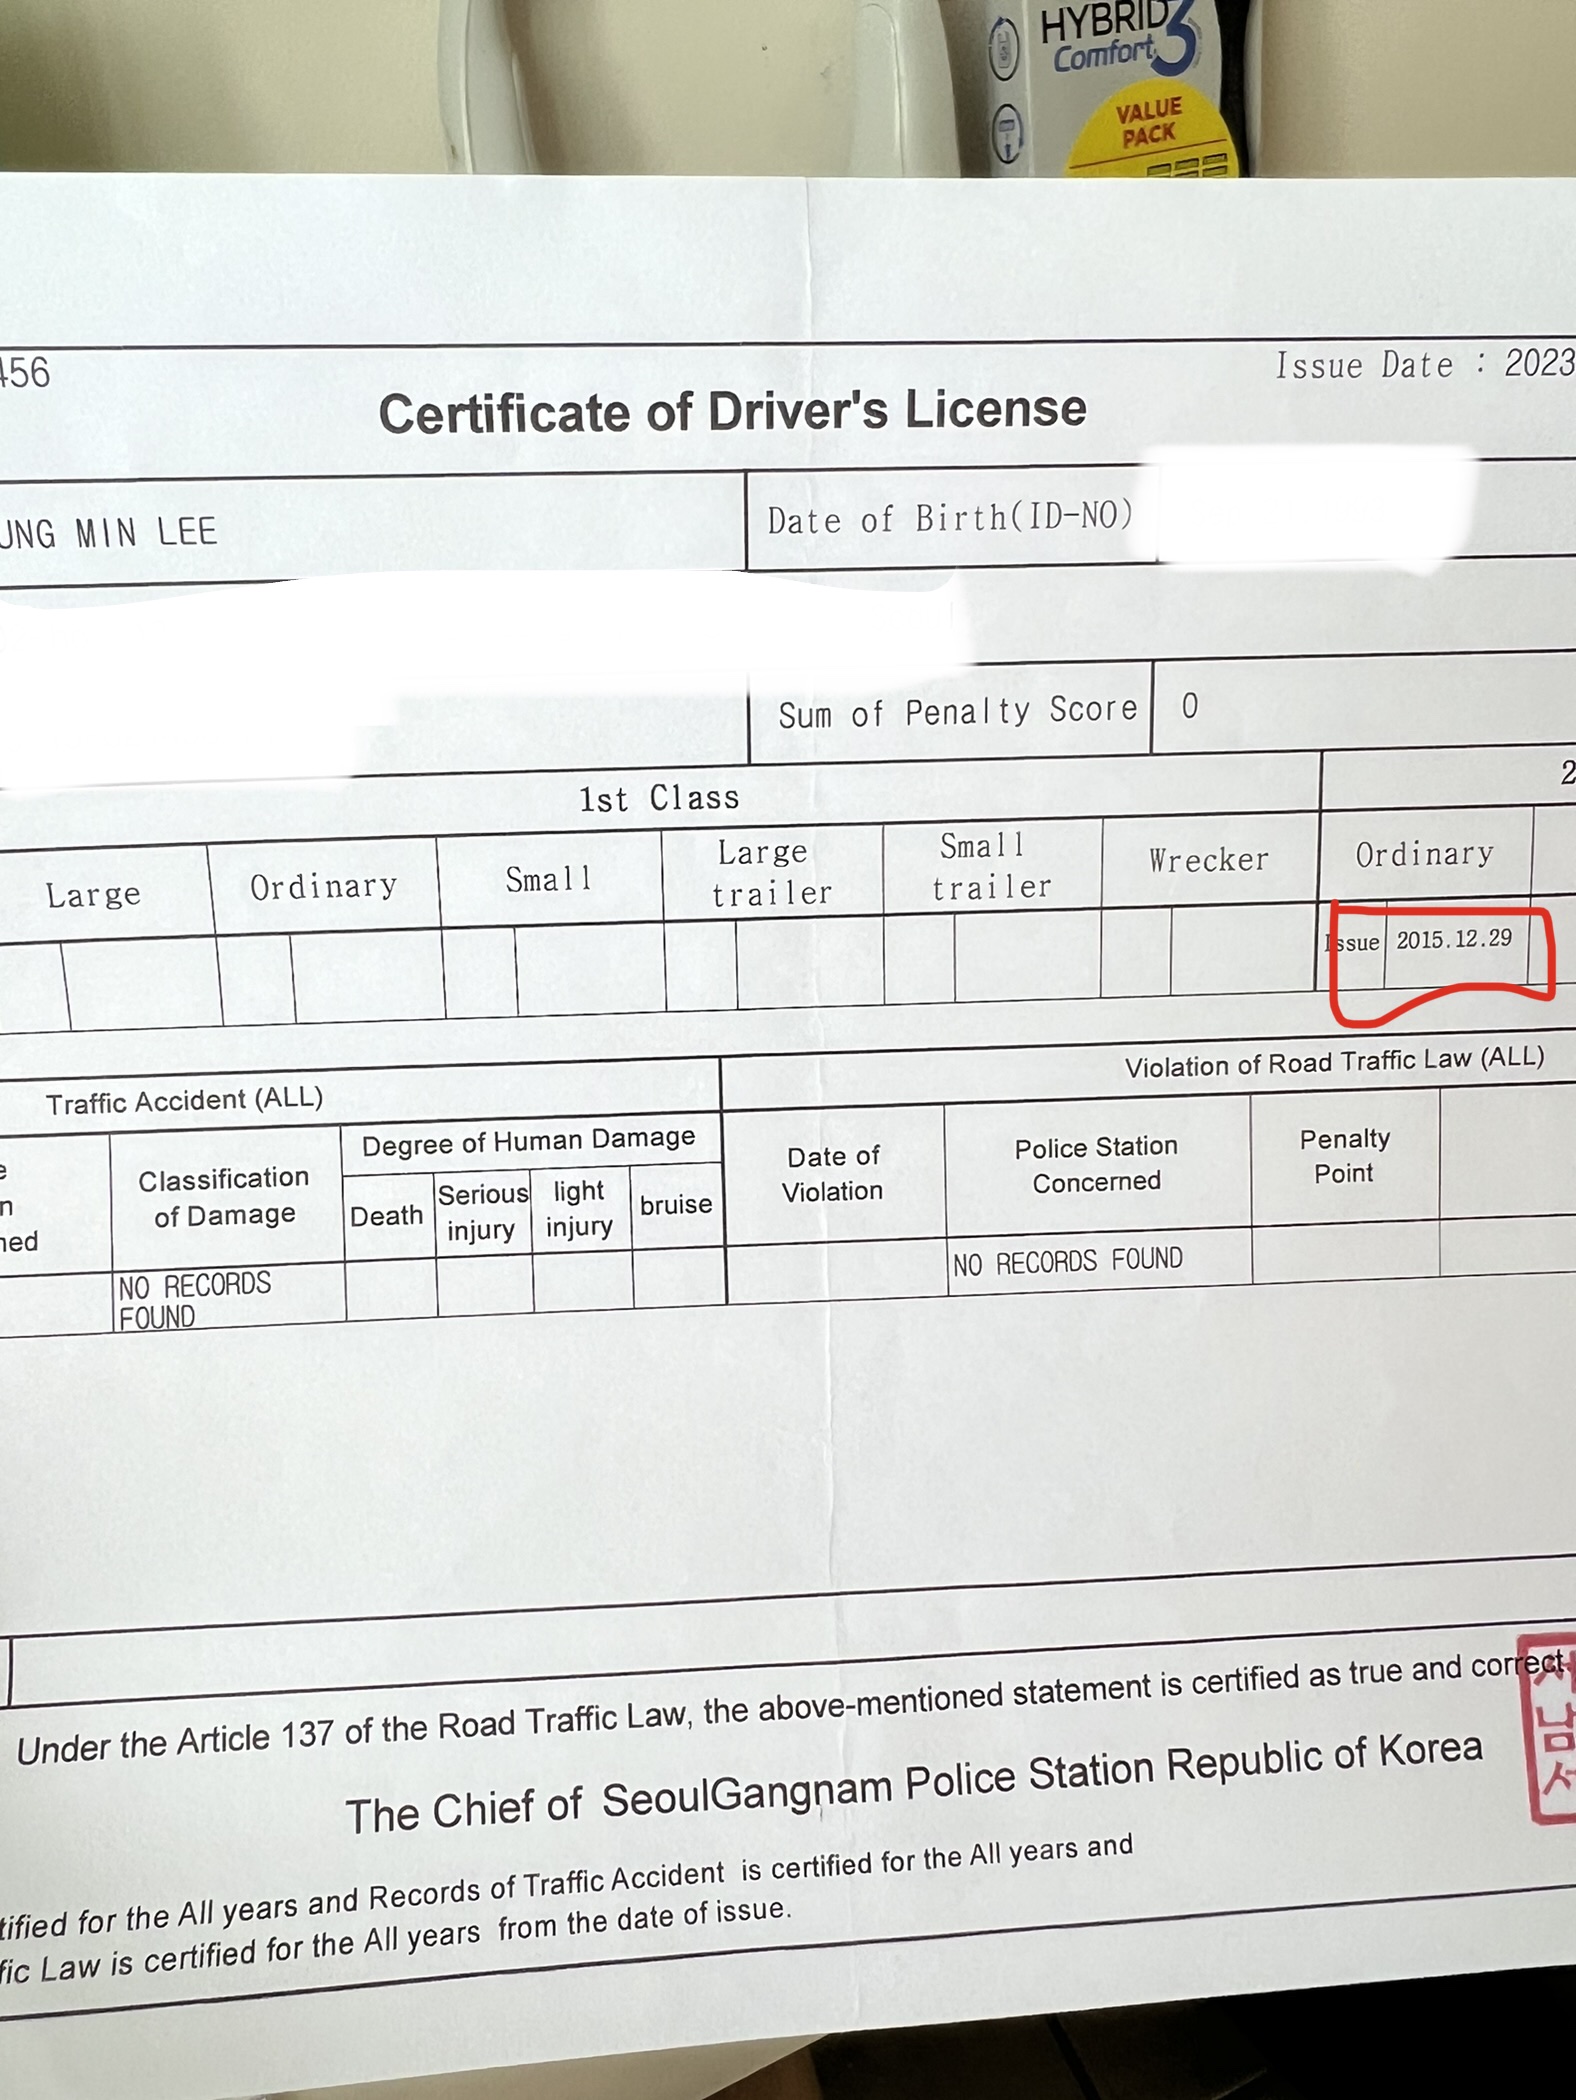 HYBRID 3
Comfort
VALUE
PACK
456
Issue Date : 2023
Certificate of Driver's License
UNG MIN LEE
Date of Birth(ID-NO)
Sum of Penalty Score
0
1st Class
2
Large
Ordinary
Small
Large
trailer
Small
trailer
Wrecker
Ordinary
Issue
2015.12.29
Traffic Accident (ALL)
Violation of Road Traffic Law (ALL)
Classification
of Damage
Degree of Human Damage
Death
Serious
injury
light
injury
bruise
Date of
Violation
Police Station
Concerned
Penalty
Point
NO RECORDS
FOUND
NO RECORDS FOUND
Under the Article 137 of the Road Traffic Law, the above-mentioned statement is certified as true and correct.
The Chief of SeoulGangnam Police Station Republic of Korea
남
tified for the All years and Records of Traffic Accident is certified for the All years and
fic Law is certified for the All years from the date of issue.